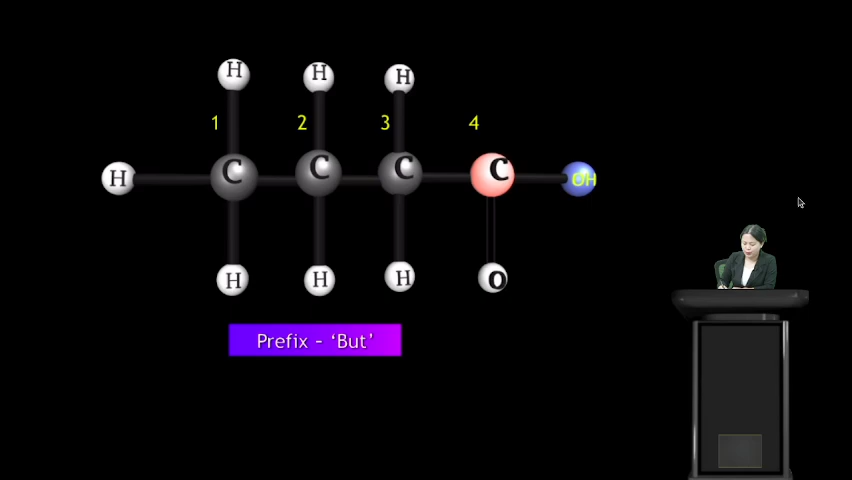 H H H
1 2 3 4
H C C C C OH
H H H O
Prefix - ‘But’